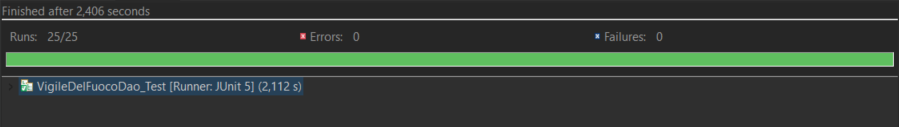 Finished after 2,406 seconds
Runs: 25/25 Errors: 0 Failures: 0
VigileDelFuocoDao_Test [Runner: JUnit 5] (2,112 s)